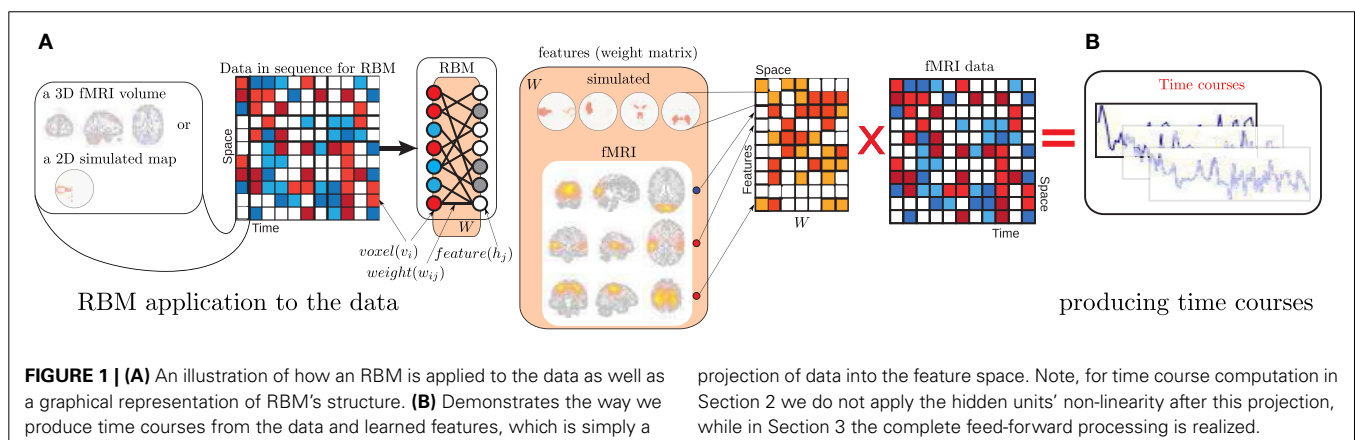 A
B
features (weight matrix)
Data in sequence for RBM
RBM
W
simulated
Space
fMRI data
a 3D fMRI volume
or
a 2D simulated map
Space
Time
fMRI
Features
X
=
Time courses
Space
W
Time
W
voxel(vi)
feature(hj)
weight(wij)
RBM application to the data
producing time courses
FIGURE 1 | (A) An illustration of how an RBM is applied to the data as well as
a graphical representation of RBM's structure. (B) Demonstrates the way we
produce time courses from the data and learned features, which is simply a
projection of data into the feature space. Note, for time course computation in
Section 2 we do not apply the hidden units' non-linearity after this projection,
while in Section 3 the complete feed-forward processing is realized.